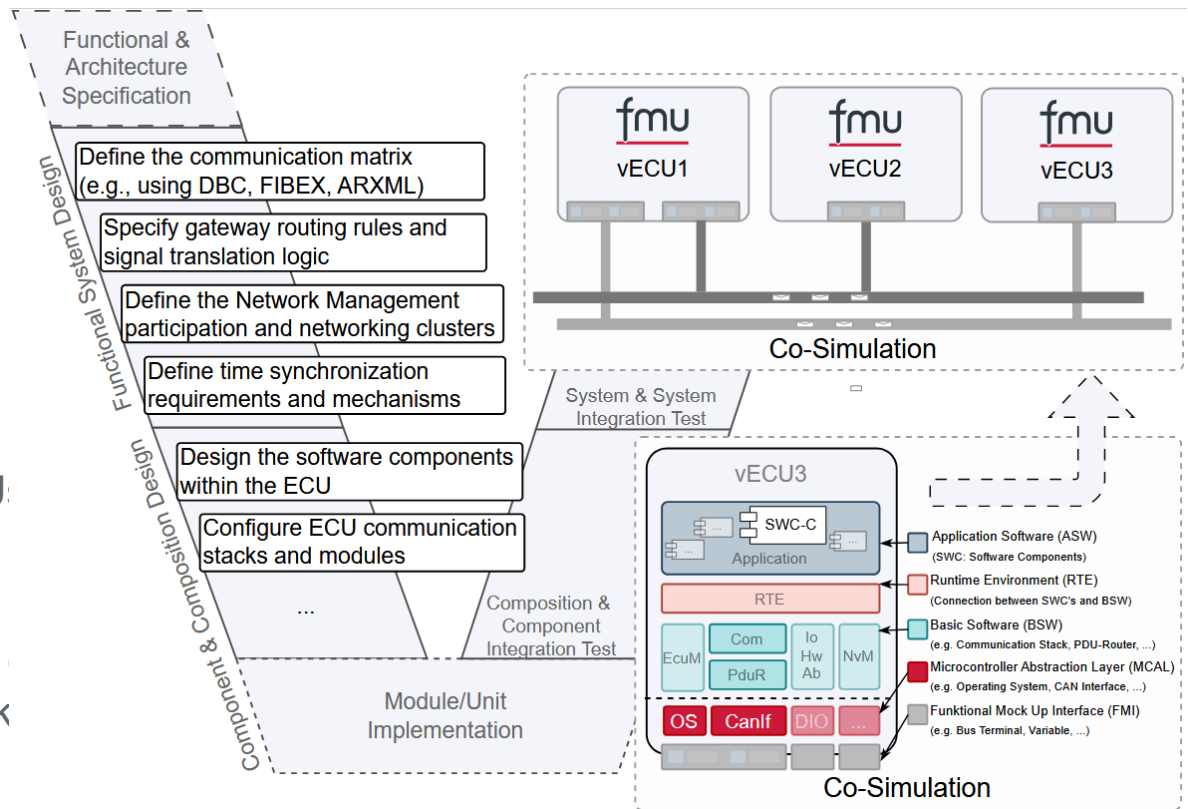 Functional &
Architecture
Specification
Functional System Design
Define the communication matrix
(e.g., using DBC, FIBEX, ARXML)
Specify gateway routing rules and
signal translation logic
Define the Network Management
participation and networking clusters
Define time synchronization
requirements and mechanisms
Component & Composition Design
Design the software components
within the ECU
Configure ECU communication
stacks and modules
...
Module/Unit
Implementation
Composition &
Component
Integration Test
System & System
Integration Test
fmu
vECU1
fmu
vECU2
fmu
vECU3
Co-Simulation
vECU3
...
SWC-C
...
...
Application
RTE
EcuM
Com
PduR
Io
Hw
Ab
NvM
OS
CanIf
DIO
...
Application Software (ASW)
(SWC: Software Components)
Runtime Environment (RTE)
(Connection between SWC's and BSW)
Basic Software (BSW)
(e.g. Communication Stack, PDU-Router, ...)
Microcontroller Abstraction Layer (MCAL)
(e.g. Operating System, CAN Interface, ...)
Funktional Mock Up Interface (FMI)
(e.g. Bus Terminal, Variable, ...)
Co-Simulation